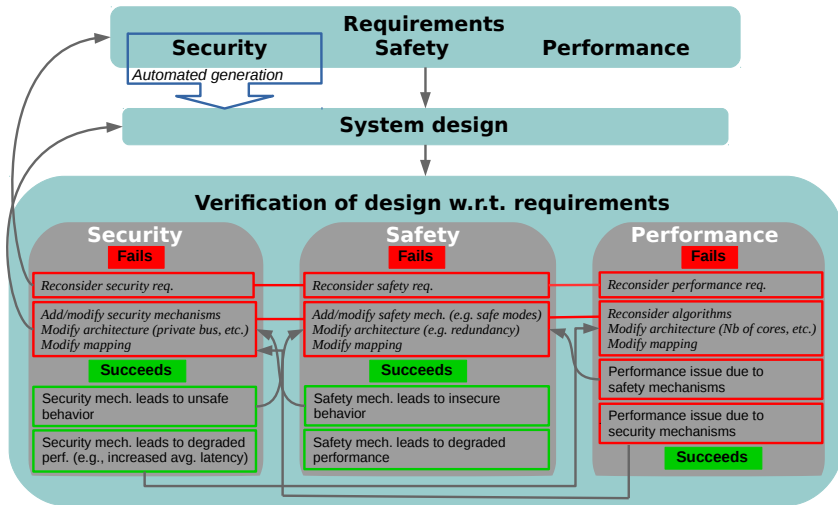 Requirements
Security Safety Performance
Automated generation
System design
Verification of design w.r.t. requirements
Security
Fails
Reconsider security req.
Add/modify security mechanisms
Modify architecture (private bus, etc.)
Modify mapping
Succeeds
Security mech. leads to unsafe
behavior
Security mech. leads to degraded
perf. (e.g., increased avg. latency)
Safety
Fails
Reconsider safety req.
Add/modify safety mech. (e.g. safe modes)
Modify architecture (e.g. redundancy)
Modify mapping
Succeeds
Safety mech. leads to insecure
behavior
Safety mech. leads to degraded
performance
Performance
Fails
Reconsider performance req.
Reconsider algorithms
Modify architecture (Nb of cores, etc.)
Modify mapping
Performance issue due to
safety mechanisms
Performance issue due to
security mechanisms
Succeeds